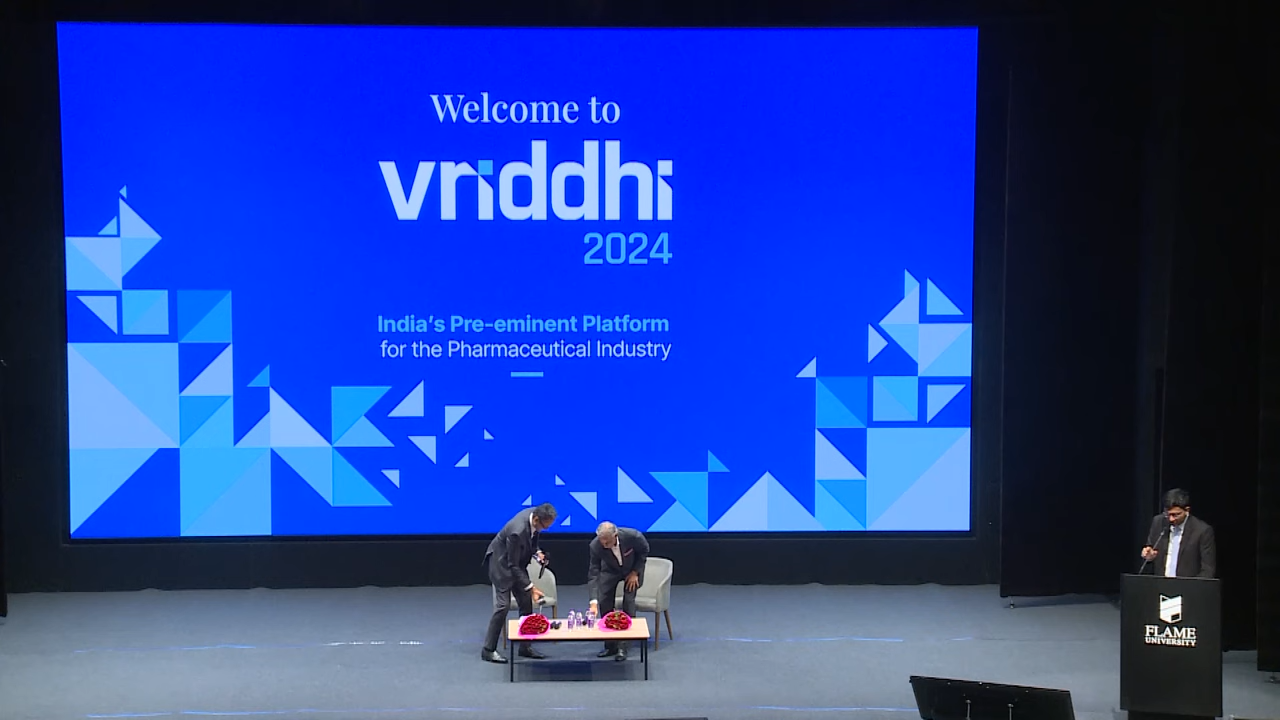 Welcome to
vriddhi
2024
India's Pre-eminent Platform
for the Pharmaceutical Industry
FLAME
UNIVERSITY